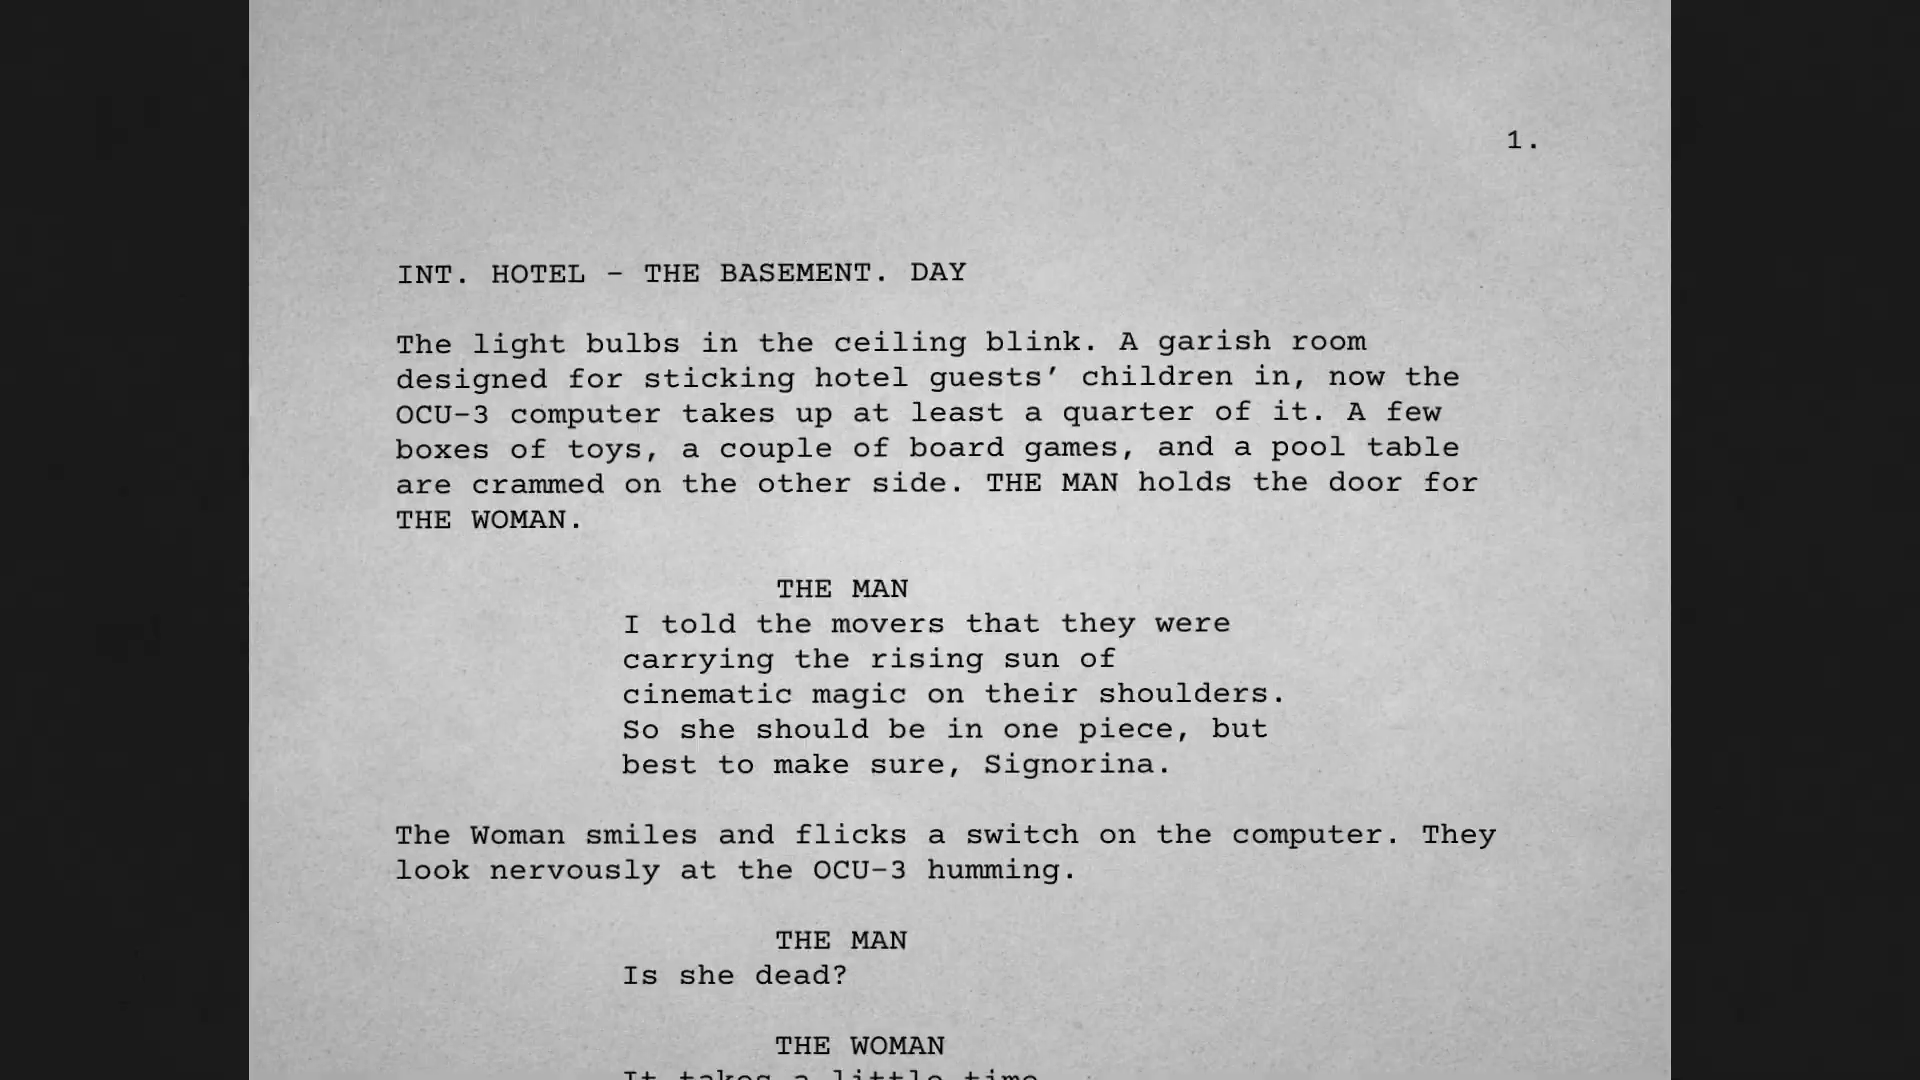 1.
INT. HOTEL – THE BASEMENT. DAY
The light bulbs in the ceiling blink. A garish room
designed for sticking hotel guests’ children in, now the
OCU–3 computer takes up at least a quarter of it. A few
boxes of toys, a couple of board games, and a pool table
are crammed on the other side. THE MAN holds the door for
THE WOMAN.
THE MAN
I told the movers that they were
carrying the rising sun of
cinematic magic on their shoulders.
So she should be in one piece, but
best to make sure, Signorina.
The Woman smiles and flicks a switch on the computer. They
look nervously at the OCU–3 humming.
THE MAN
Is she dead?
THE WOMAN
It takes a little time